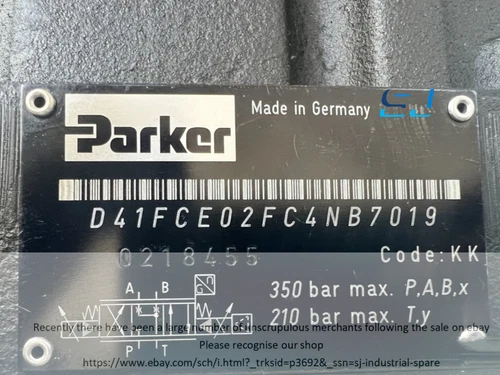 Parker
Made in Germany SJ
D41FCE02FC4NB7019
0218455 Code:KK
A B
350 bar max. P,A,B,x
210 bar max. T,y
P T
Recently there have been a large number of unscrupulous merchants following the sale on ebay
Please recognise our shop
https://www.ebay.com/sch/i.html?_trksid=p3692&_ssn=sj-industrial-spare